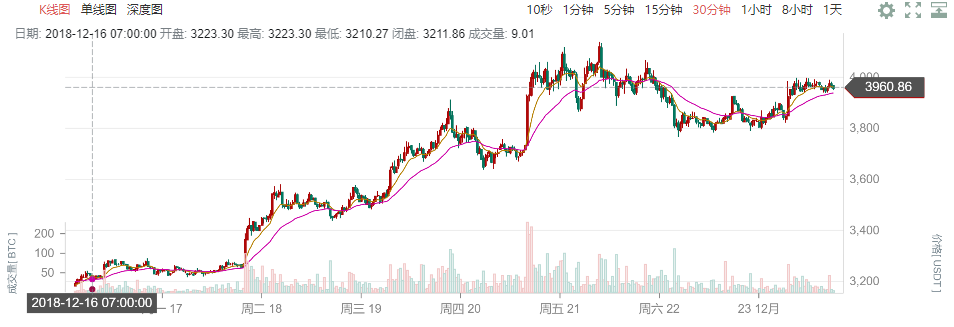 K线图 单线图 深度图 10秒 1分钟 5分钟 15分钟 30分钟 1小时 8小时 1天
日期: 2018-12-16 07:00:00 开盘: 3223.30 最高: 3223.30 最低: 3210.27 闭盘: 3211.86 成交量: 9.01
4,000
3960.86
3,800
3,600
3,400
3,200
200
100
50
成交量[ BTC ]
价格[ USDT ]
2018-12-16 07:00:00
一 17
周二 18
周三 19
周四 20
周五 21
周六 22
23 12月